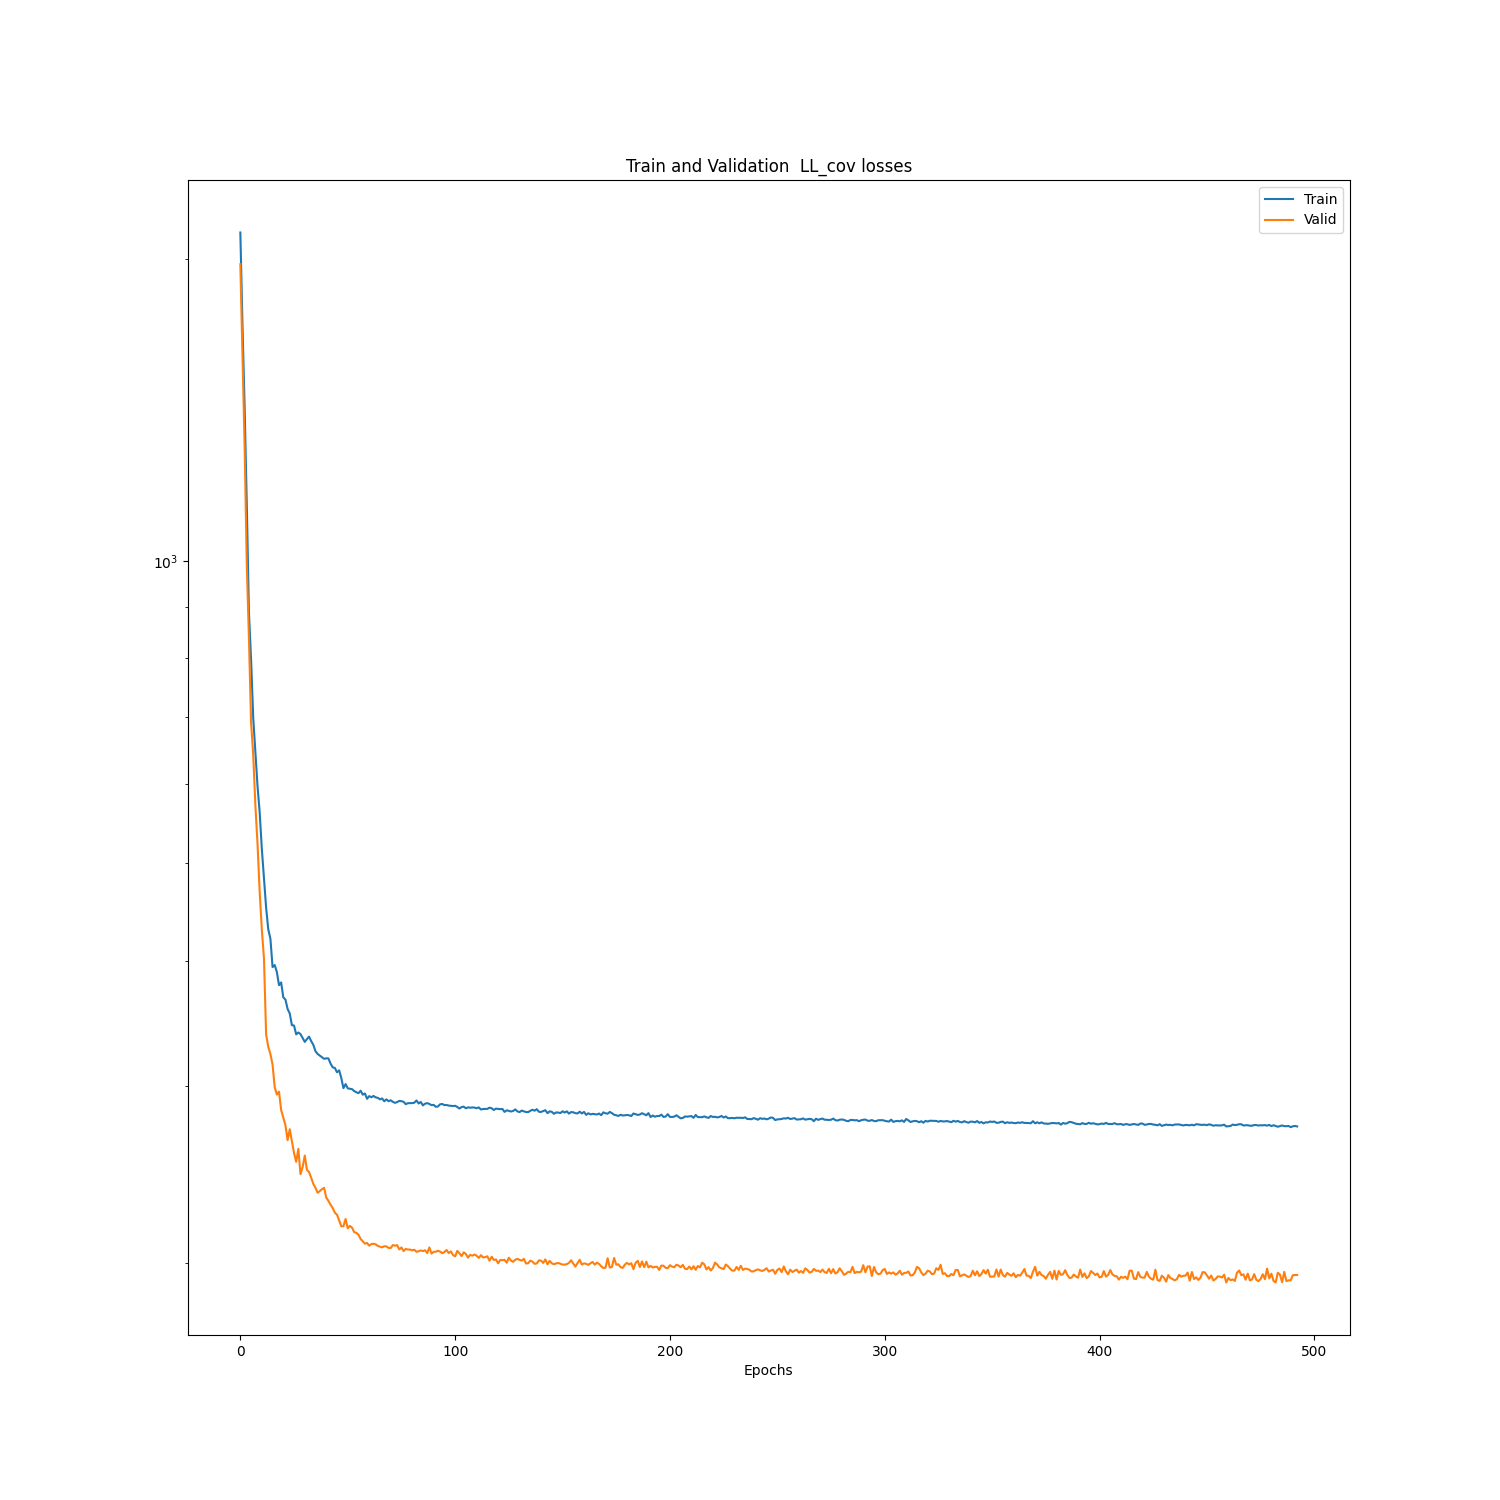 Train and Validation  LL_cov losses
Train
Valid
10³
0 100 200 300 400 500
Epochs